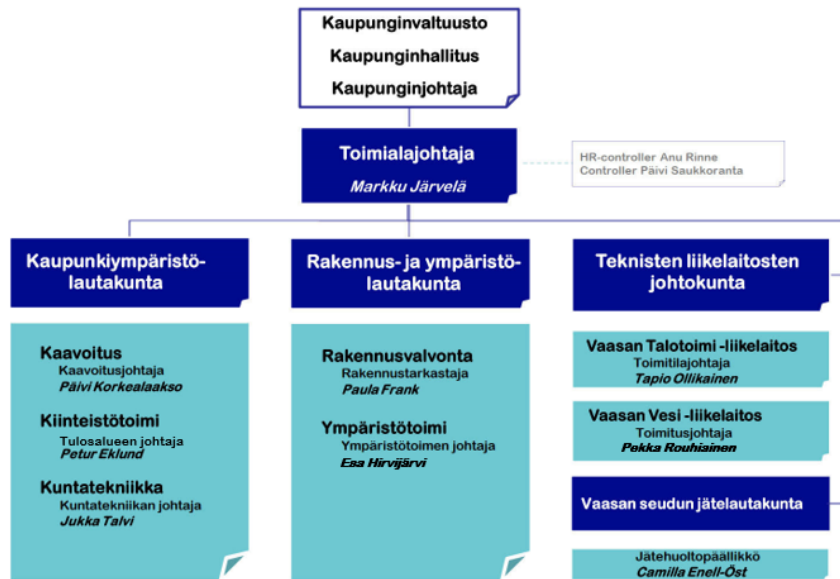 Kaupunginvaltuusto
Kaupunginhallitus
Kaupunginjohtaja
Toimialajohtaja
Markku Järvelä
HR-controller Anu Rinne
Controller Päivi Saukkoranta
Kaupunkiympäristö-
lautakunta
Kaavoitus
Kaavoitusjohtaja
Päivi Korkealaakso
Kiinteistötoimi
Tulosalueen johtaja
Petur Eklund
Kuntatekniikka
Kuntatekniikan johtaja
Jukka Talvi
Rakennus- ja ympäristö-
lautakunta
Rakennusvalvonta
Rakennustarkastaja
Paula Frank
Ympäristötoimi
Ympäristötoimen johtaja
Esa Hirvijärvi
Teknisten liikelaitosten
johtokunta
Vaasan Talotoimi -liikelaitos
Toimitilajohtaja
Tapio Ollikainen
Vaasan Vesi -liikelaitos
Toimitusjohtaja
Pekka Rouhiainen
Vaasan seudun jätelautakunta
Jätehuoltopäällikkö
Camilla Enell-Öst